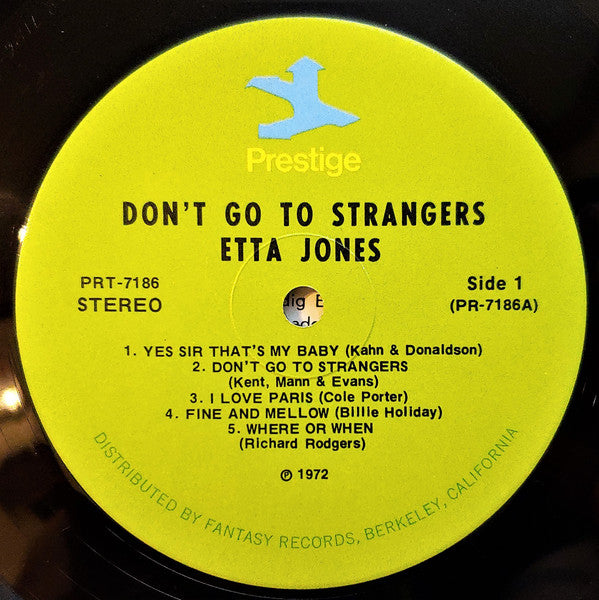 Prestige
DON'T GO TO STRANGERS
ETTA JONES
PRT-7186
STEREO
Side 1
(PR-7186A)
1. YES SIR THAT'S MY BABY (Kahn & Donaldson)
2. DON'T GO TO STRANGERS
(Kent, Mann & Evans)
3. I LOVE PARIS (Cole Porter)
4. FINE AND MELLOW (Billie Holiday)
5. WHERE OR WHEN
(Richard Rodgers)
℗ 1972
DISTRIBUTED BY FANTASY RECORDS, BERKELEY, CALIFORNIA